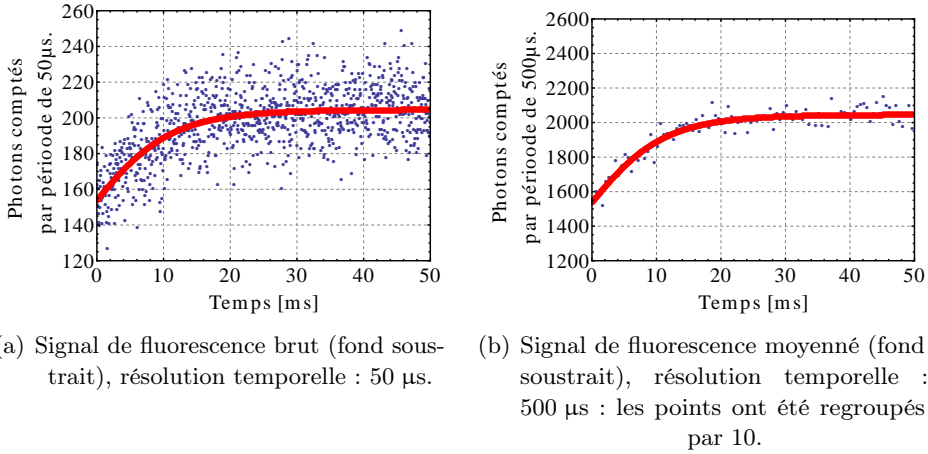 Photons comptés
par périoode de 50µs.
260
240
220
200
180
160
140
120
0 10 20 30 40 50
Temps [ms]
Photons comptés
par périoode de 500µs.
2600
2400
2200
2000
1800
1600
1400
1200
0 10 20 30 40 50
Temps [ms]
a) Signal de fluorescence brut (fond sous-
trait), résolution temporelle : 50 µs.
(b) Signal de fluorescence moyenné (fond
soustrait), résolution temporelle :
500 µs : les points ont été regroupés
par 10.